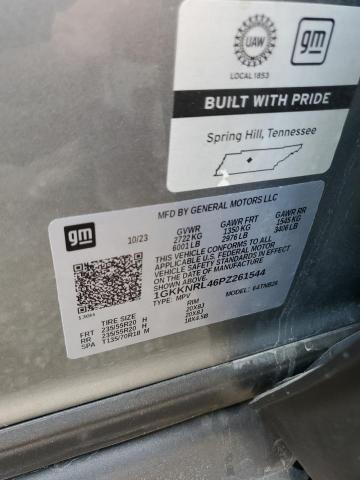 UAW
gm
LOCAL 1853
BUILT WITH PRIDE
Spring Hill, Tennessee
gm
MFD BY GENERAL MOTORS LLC
10/23
GVWR GAWR FRT GAWR RR
2722 KG 1350 KG 1545 KG
6001 LB 2976 LB 3406 LB
THIS VEHICLE CONFORMS TO ALL
APPLICABLE U.S. FEDERAL MOTOR VEHICLE
SAFETY STANDARDS IN EFFECT ON THE
DATE OF MANUFACTURE SHOWN ABOVE.
1GKKNRL46PZ261544
TYPE: MPV MODEL: 64TNB26
TIRE SIZE RIM
FRT 235/55R20 H 20X8J
RR 235/55R20 H 20X8J
SPA T135/70R18 M 18X4.5B